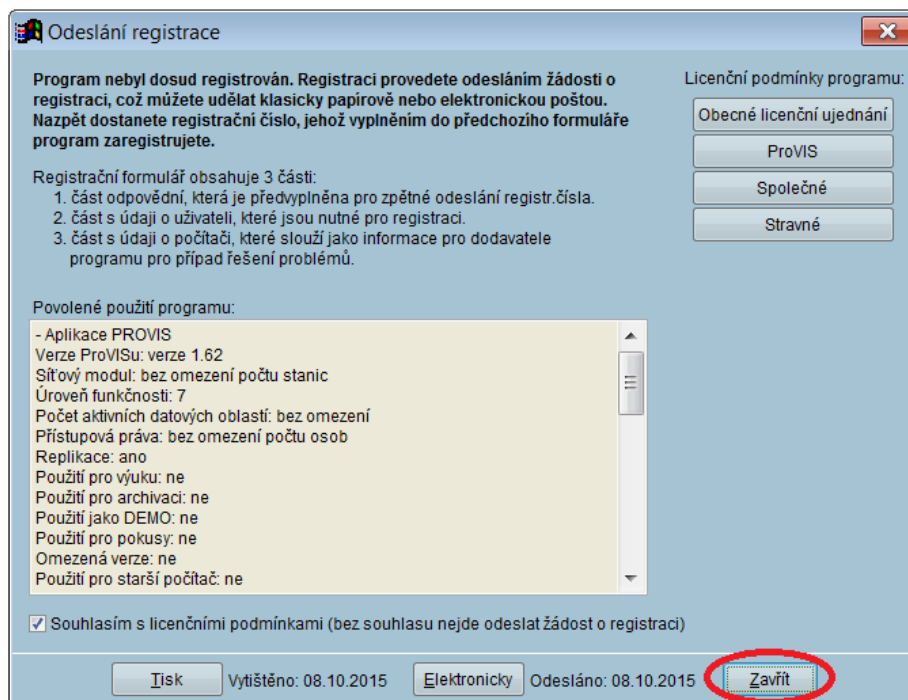 Odeslání registrace
Program nebyl dosud registrován. Registraci provedete odesláním žádosti o
registraci, což můžete udělat klasicky papírově nebo elektronickou poštou.
Nazpět dostanete registrační číslo, jehož vyplněním do předchozího formuláře
program zaregistrujete.
Registrační formulář obsahuje 3 části:
1. část odpovědní, která je předvyplněna pro zpětné odeslání registr.čísla.
2. část s údaji o uživateli, které jsou nutné pro registraci.
3. část s údaji o počítači, které slouží jako informace pro dodavatele
programu pro případ řešení problémů.
Licenční podmínky programu:
Obecné licenční ujednání
ProVIS
Společné
Stravné
Povolené použití programu:
- Aplikace PROVIS
Verze ProVISu: verze 1.62
Síťový modul: bez omezení počtu stanic
Úroveň funkčnosti: 7
Počet aktivních datových oblastí: bez omezení
Přístupová práva: bez omezení počtu osob
Replikace: ano
Použití pro výuku: ne
Použití pro archivaci: ne
Použití jako DEMO: ne
Použití pro pokusy: ne
Omezená verze: ne
Použití pro starší počítač: ne
Souhlasím s licenčními podmínkami (bez souhlasu nejde odeslat žádost o registraci)
Tisk Vytištěno: 08.10.2015 Elektronicky Odesláno: 08.10.2015 Zavřít